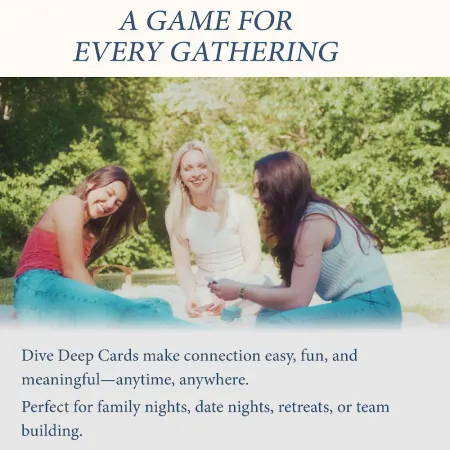 A GAME FOR
EVERY GATHERING
Dive Deep Cards make connection easy, fun, and
meaningful—anytime, anywhere.
Perfect for family nights, date nights, retreats, or team
building.